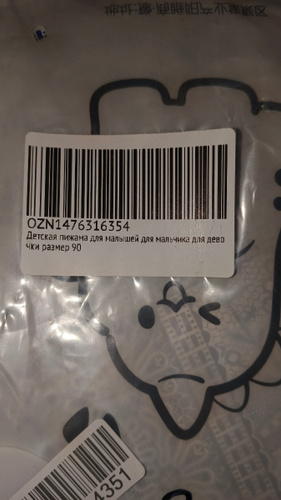 OZN1476316354
Детская пижама для малышей для мальчика для дево
чки размер 90
4351